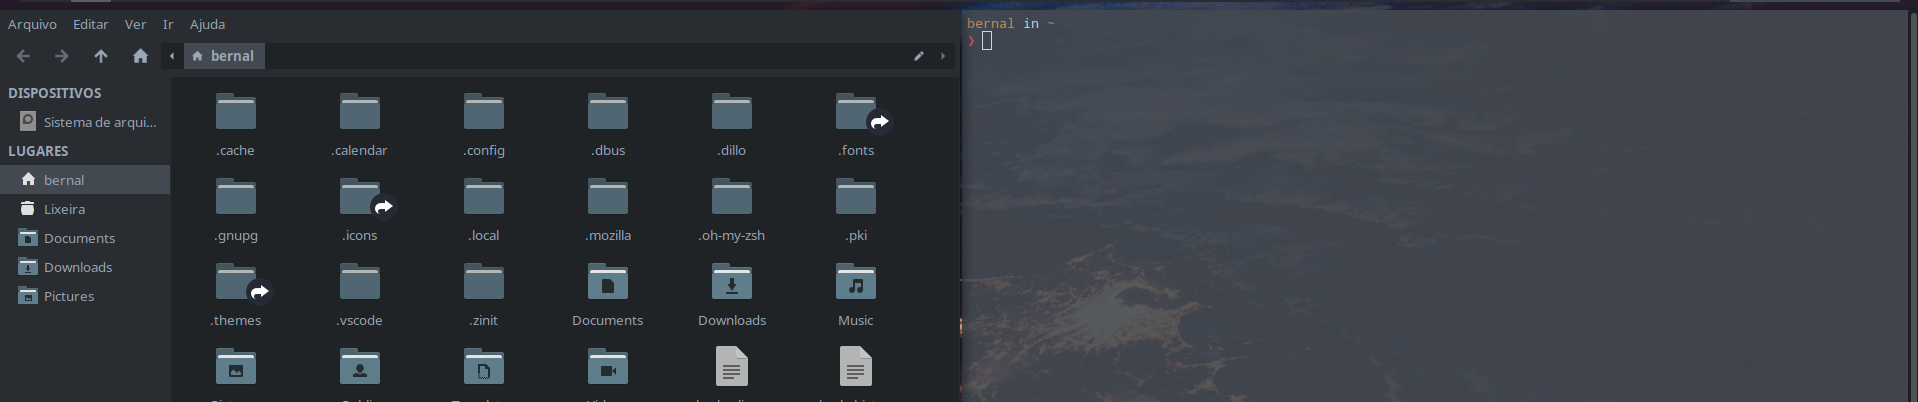 Arquivo Editar Ver Ir Ajuda
bernal
DISPOSITIVOS
Sistema de arqui...
LUGARES
bernal
Lixeira
Documents
Downloads
Pictures
.cache .calendar .config .dbus .dillo .fonts
.gnupg .icons .local .mozilla .oh-my-zsh .pki
.themes .vscode .zinit Documents Downloads Music
bernal in ~
❯